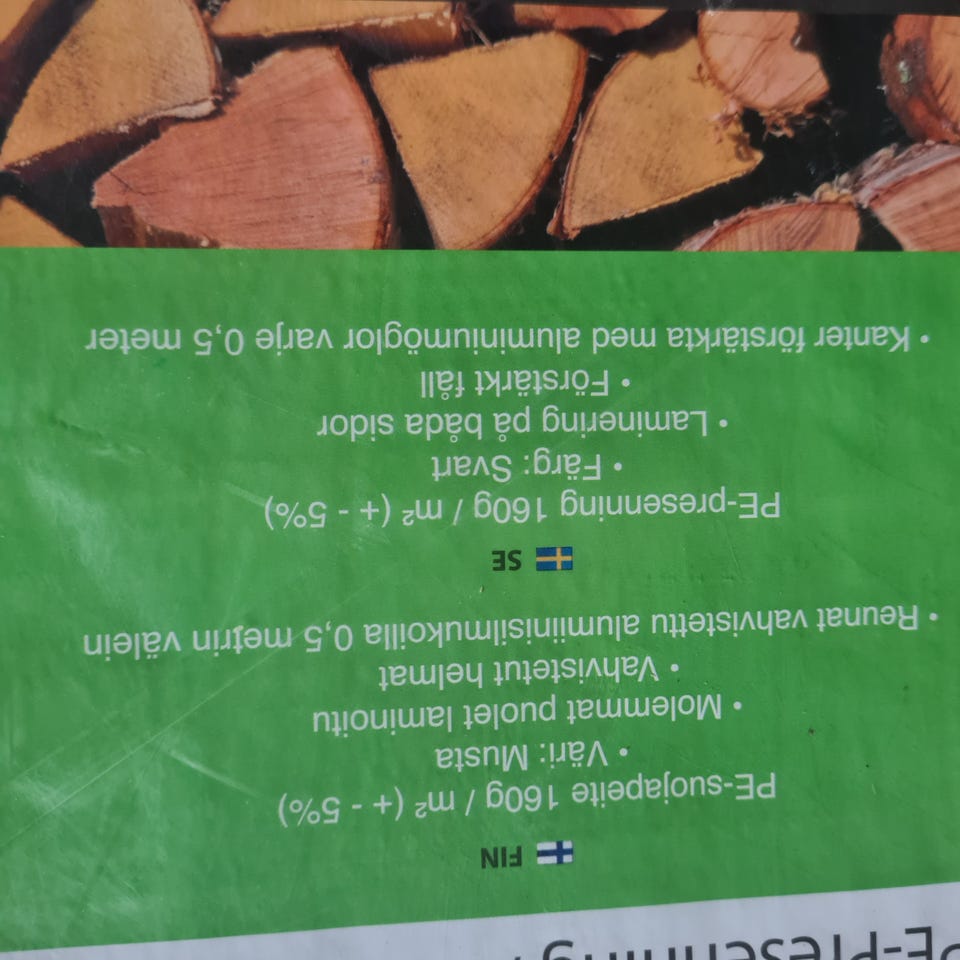 PE-Presenning
FIN
PE-suojapeite 160g / m² (+ - 5%)
• Väri: Musta
• Molemmat puolet laminoitu
• Vahvistetut helmat
• Reunat vahvistettu alumiinisilmukoilla 0,5 metrin välein
SE
PE-presenning 160g / m² (+ - 5%)
• Färg: Svart
• Laminering på båda sidor
• Förstärkt fåll
• Kanter förstärkta med aluminiumöglor varje 0,5 meter